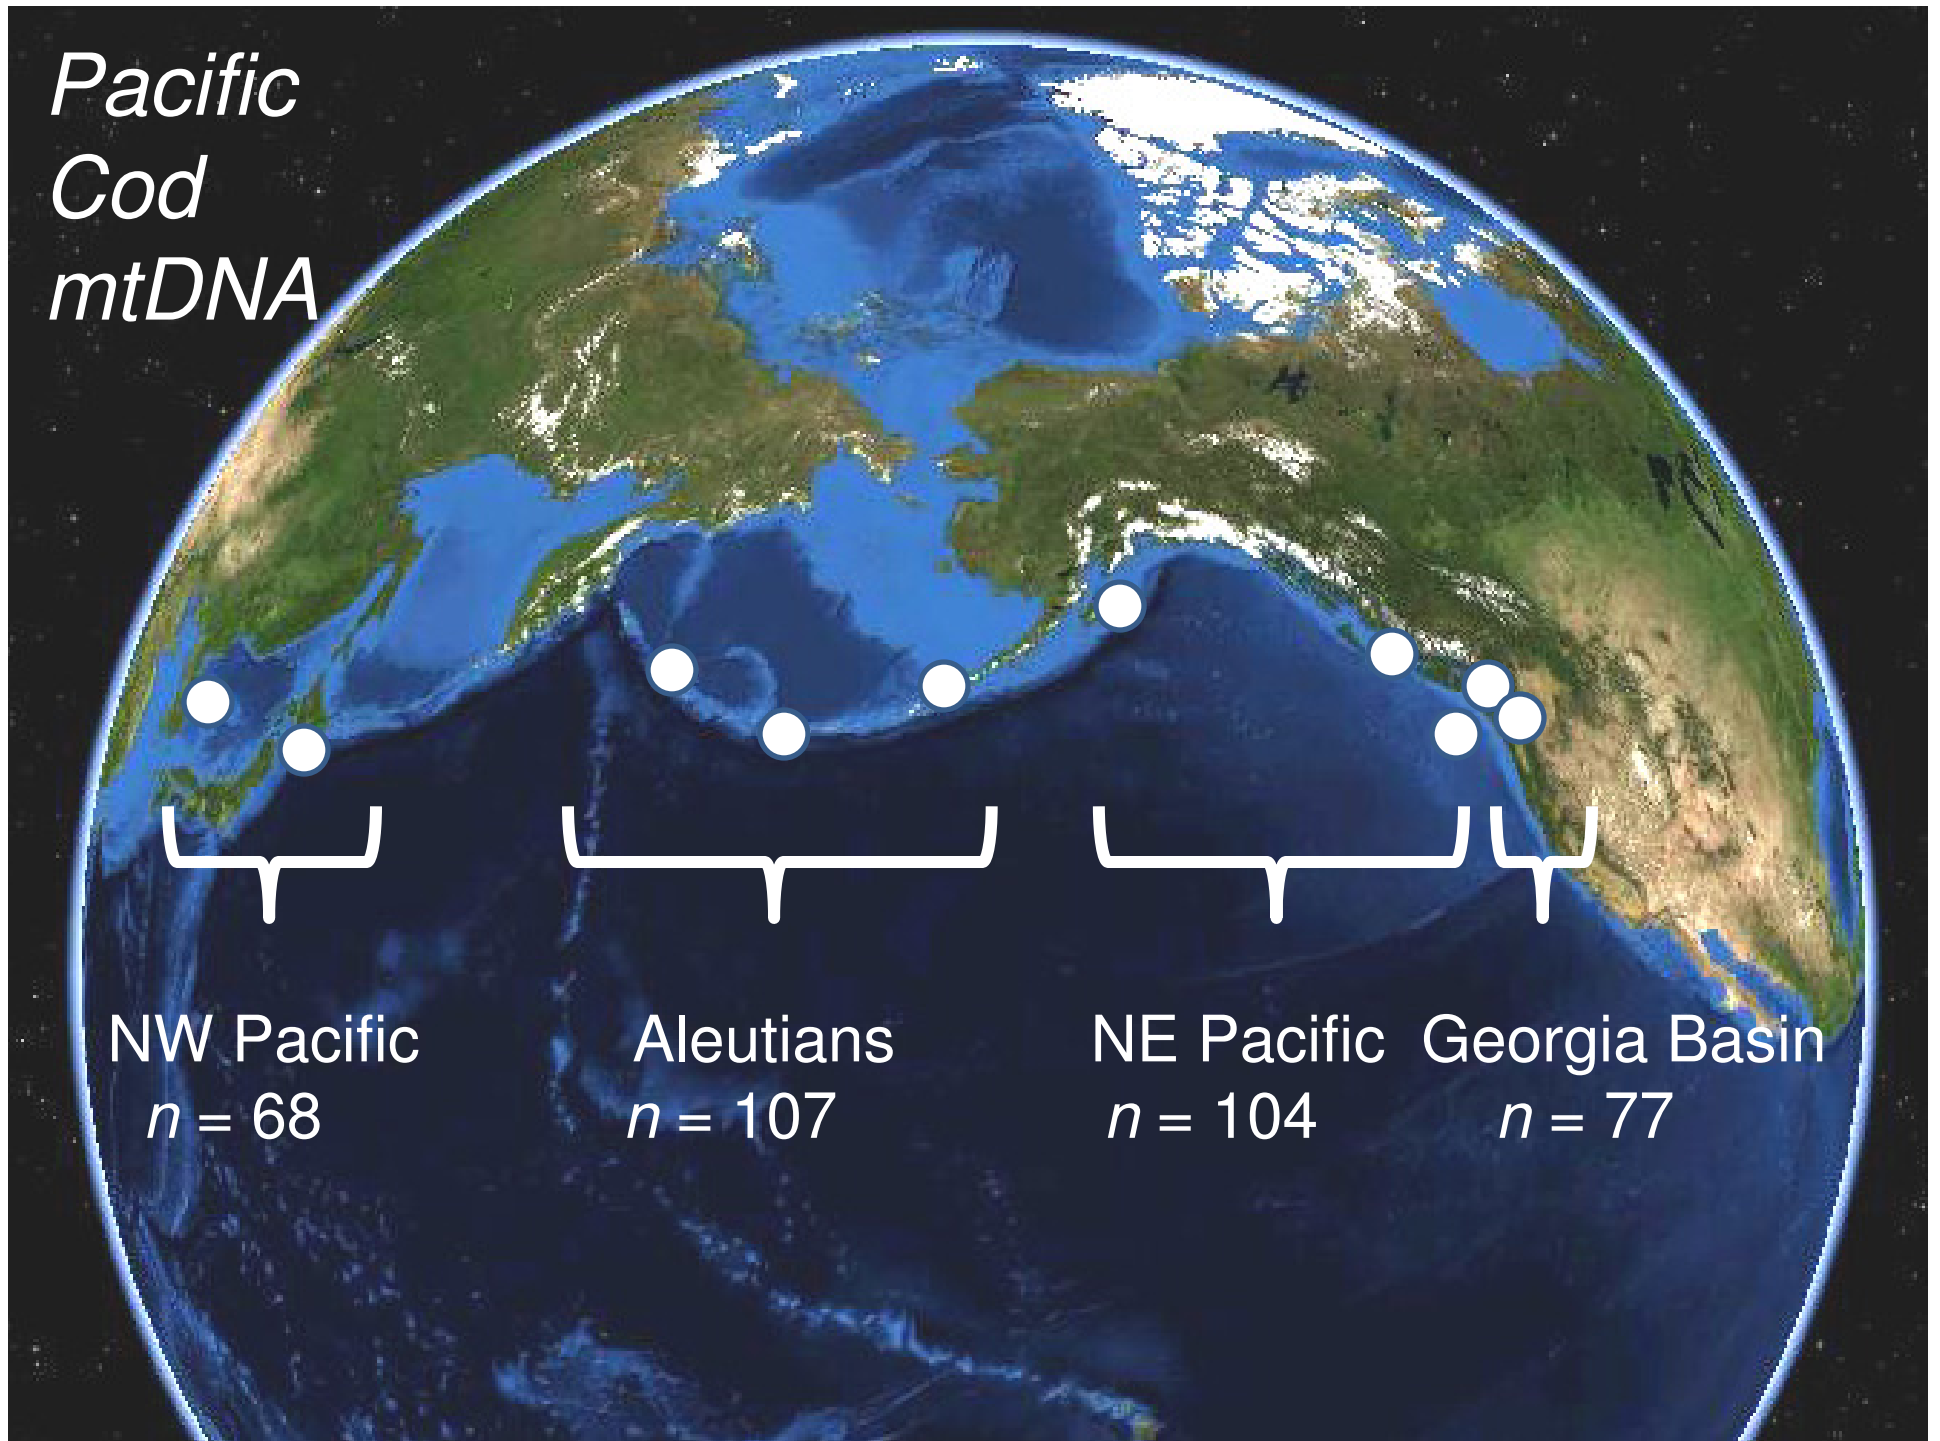 Pacific
Cod
mtDNA
NW Pacific
n = 68
Aleutians
n = 107
NE Pacific
n = 104
Georgia Basin
n = 77